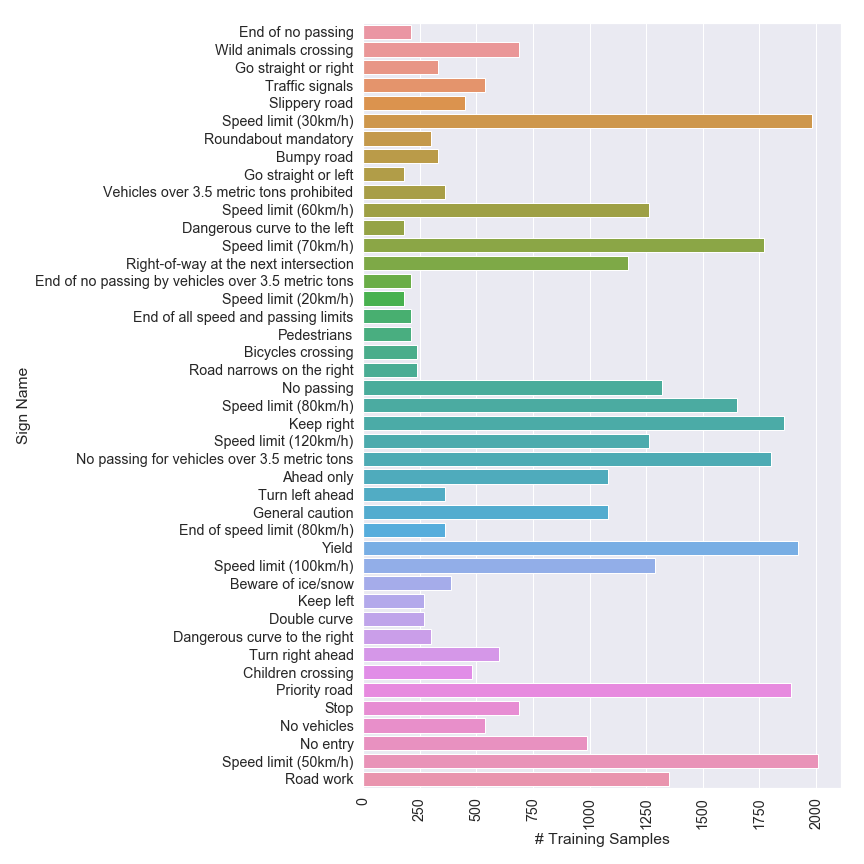 End of no passing
Wild animals crossing
Go straight or right
Traffic signals
Slippery road
Speed limit (30km/h)
Roundabout mandatory
Bumpy road
Go straight or left
Vehicles over 3.5 metric tons prohibited
Speed limit (60km/h)
Dangerous curve to the left
Speed limit (70km/h)
Right-of-way at the next intersection
End of no passing by vehicles over 3.5 metric tons
Speed limit (20km/h)
End of all speed and passing limits
Pedestrians
Bicycles crossing
Road narrows on the right
No passing
Speed limit (80km/h)
Keep right
Speed limit (120km/h)
No passing for vehicles over 3.5 metric tons
Ahead only
Turn left ahead
General caution
End of speed limit (80km/h)
Yield
Speed limit (100km/h)
Beware of ice/snow
Keep left
Double curve
Dangerous curve to the right
Turn right ahead
Children crossing
Priority road
Stop
No vehicles
No entry
Speed limit (50km/h)
Road work
Sign Name
0 250 500 750 1000 1250 1500 1750 2000
# Training Samples